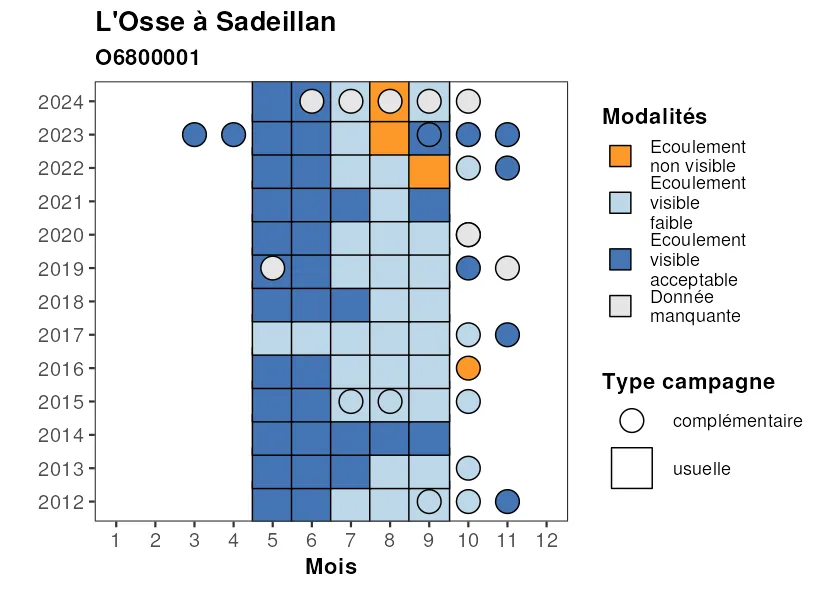 L'Osse à Sadeillan
O6800001
2024
2023
2022
2021
2020
2019
2018
2017
2016
2015
2014
2013
2012
1 2 3 4 5 6 7 8 9 10 11 12
Mois
Modalités
Ecoulement
non visible
Ecoulement
visible
faible
Ecoulement
visible
acceptable
Donnée
manquante
Type campagne
complémentaire
usuelle